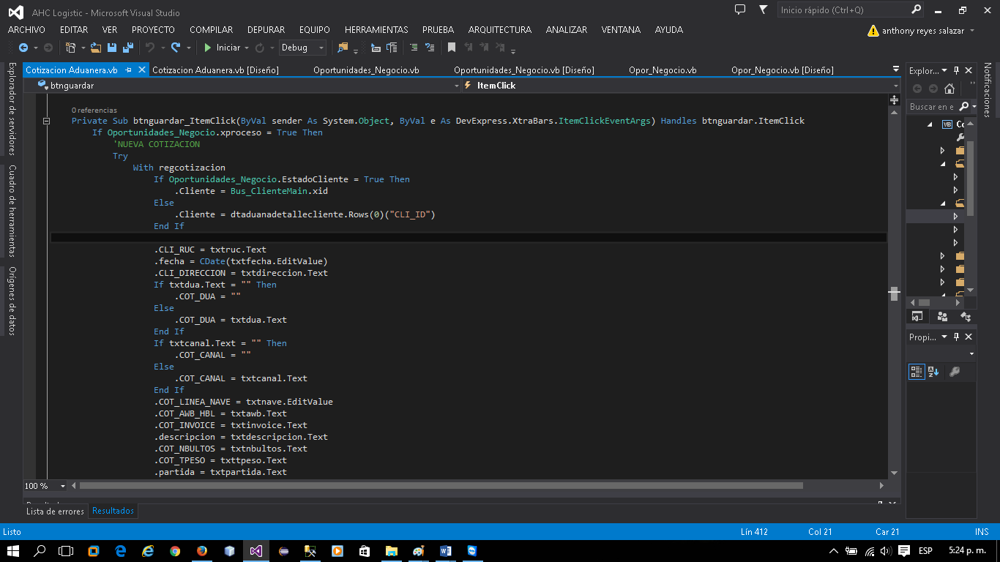 AHC Logistic - Microsoft Visual Studio
Inicio rápido (Ctrl+Q)
ARCHIVO EDITAR VER PROYECTO COMPILAR DEPURAR EQUIPO HERRAMIENTAS PRUEBA ARQUITECTURA ANALIZAR VENTANA AYUDA
anthony reyes salazar
Iniciar Debug
Cotizacion Aduanera.vb Cotizacion Aduanera.vb [Diseño] Oportunidades_Negocio.vb Oportunidades_Negocio.vb [Diseño] Opor_Negocio.vb Opor_Negocio.vb [Diseño]
btnguardar ItemClick
0 referencias
Private Sub btnguardar_ItemClick(ByVal sender As System.Object, ByVal e As DevExpress.XtraBars.ItemClickEventArgs) Handles btnguardar.ItemClick
If Oportunidades_Negocio.xproceso = True Then
'NUEVA COTIZACION
Try
With regcotizacion
If Oportunidades_Negocio.EstadoCliente = True Then
.Cliente = Bus_ClienteMain.xid
Else
.Cliente = dtaduanadetallecliente.Rows(0)("CLI_ID")
End If
.CLI_RUC = txtruc.Text
.fecha = CDate(txtfecha.EditValue)
.CLI_DIRECCION = txtdireccion.Text
If txtdua.Text = "" Then
.COT_DUA = ""
Else
.COT_DUA = txtdua.Text
End If
If txtcanal.Text = "" Then
.COT_CANAL = ""
Else
.COT_CANAL = txtcanal.Text
End If
.COT_LINEA_NAVE = txtnave.EditValue
.COT_AWB_HBL = txtawb.Text
.COT_INVOICE = txtinvoice.Text
.descripcion = txtdescripcion.Text
.COT_NBULTOS = txtnbultos.Text
.COT_TPESO = txttpeso.Text
.partida = txtpartida.Text
100 %
Explorador de servidores
Cuadro de herramientas
Orígenes de datos
Explor...
Buscar en e
VB
Propi...
Notificaciones
Lista de errores Resultados
Listo Lín 412 Col 21 Car 21 INS
ESP 5:24 p. m.